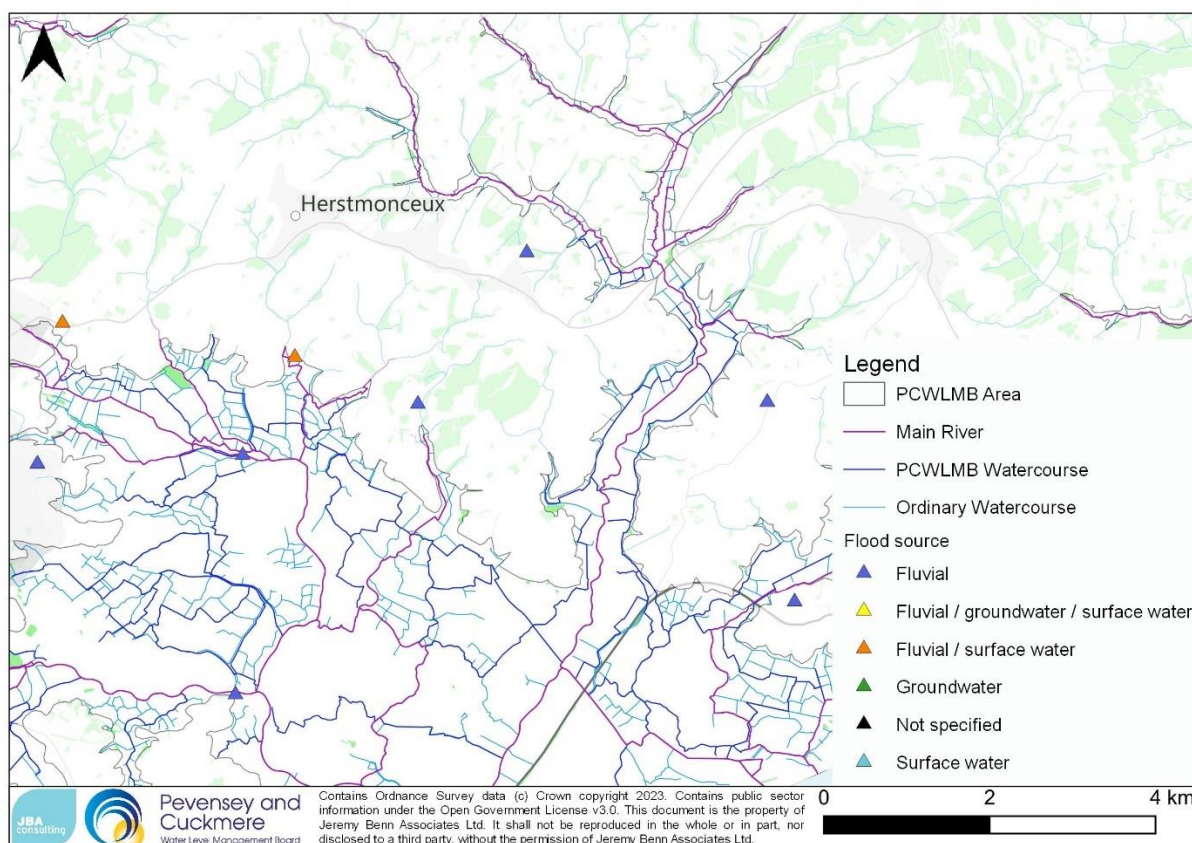 Herstmonceux
Legend
PCWLMB Area
Main River
PCWLMB Watercourse
Ordinary Watercourse
Flood source
Fluvial
Fluvial / groundwater / surface water
Fluvial / surface water
Groundwater
Not specified
Surface water
JBA
consulting
Pevensey and
Cuckmere
Water Level Management Board
Contains Ordnance Survey data (c) Crown copyright 2023. Contains public sector
information under the Open Government License v3.0. This document is the property of
Jeremy Benn Associates Ltd. It shall not be reproduced in the whole or in part, nor
disclosed to a third party, without the permission of Jeremy Benn Associates Ltd.
0 2 4 km